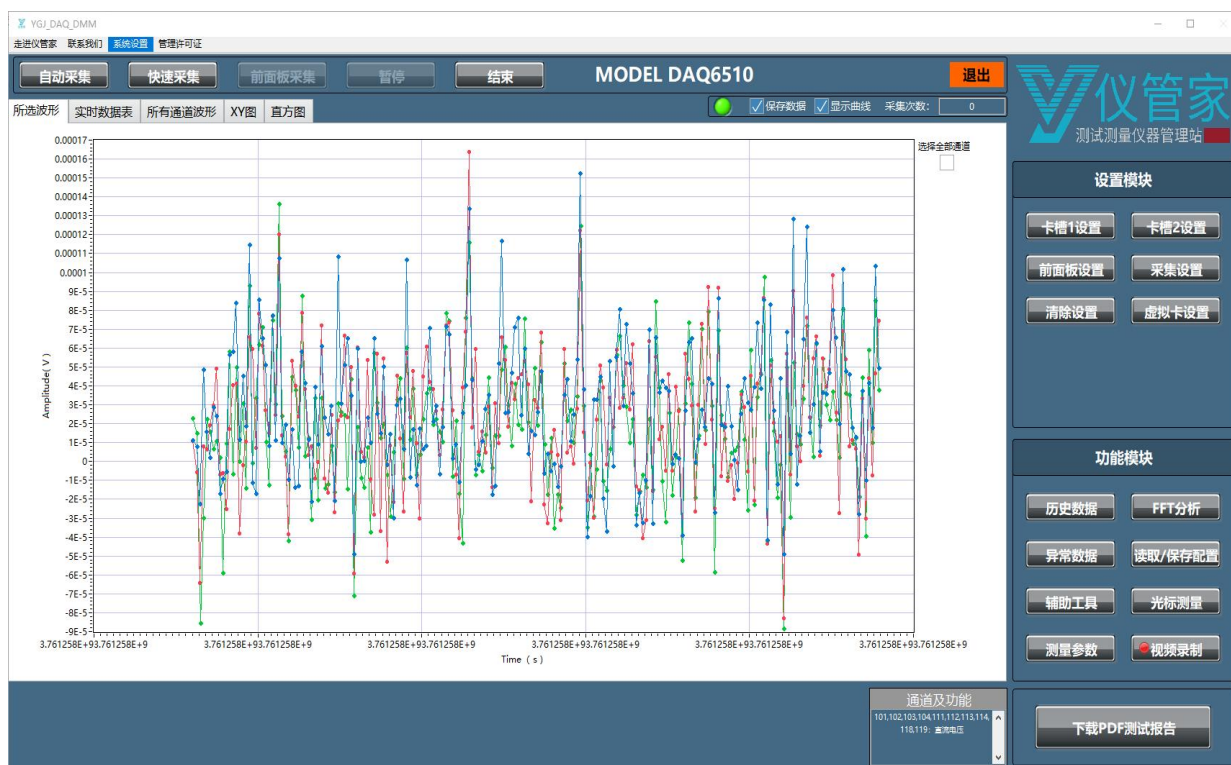 YGJ_DAQ_DMM
走进仪管家 联系我们 系统设置 管理许可证
自动采集 快速采集 前面板采集 暂停 结束 MODEL DAQ6510 退出
所选波形 实时数据表 所有通道波形 XY图 直方图 保存数据 显示曲线 采集次数: 0
仪管家
测试测量仪器管理站
选择全部通道
0.00017
0.00016
0.00015
0.00014
0.00013
0.00012
0.00011
0.0001
9E-5
8E-5
7E-5
6E-5
5E-5
4E-5
3E-5
2E-5
1E-5
0
-1E-5
-2E-5
-3E-5
-4E-5
-5E-5
-6E-5
-7E-5
-8E-5
-9E-5
Amplitude( V )
3.761258E+93.761258E+9 3.761258E+93.761258E+9 3.761258E+93.761258E+9 3.761258E+93.761258E+9 3.761258E+93.761258E+9 3.761258E+93.761258E+9
Time ( s )
设置模块
卡槽1设置 卡槽2设置
前面板设置 采集设置
清除设置 虚拟卡设置
功能模块
历史数据 FFT分析
异常数据 读取/保存配置
辅助工具 光标测量
测量参数 视频录制
通道及功能
101,102,103,104,111,112,113,114,
118,119: 直流电压
下载PDF测试报告